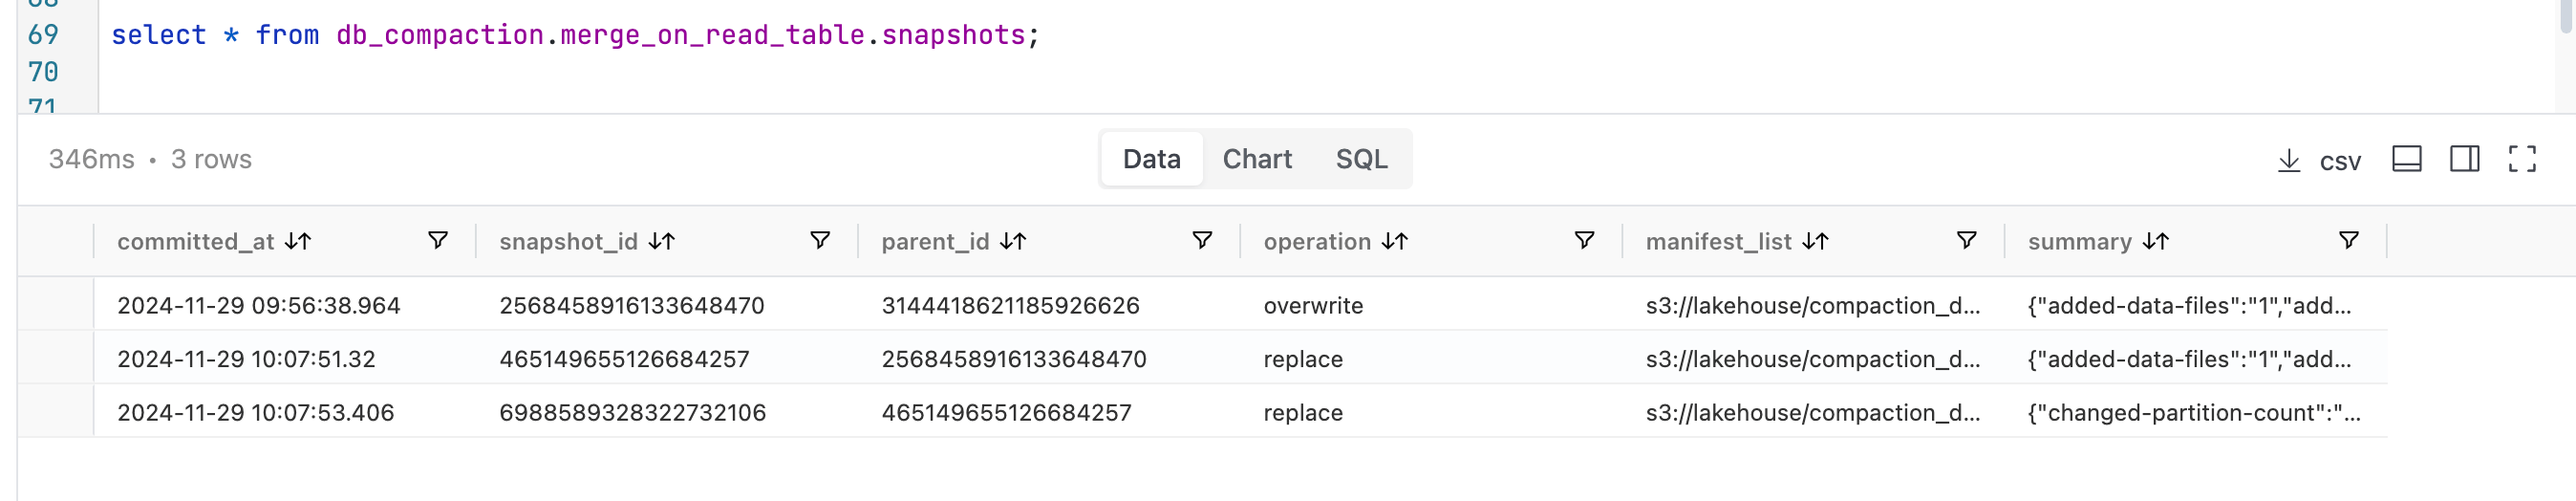 68
69 select * from db_compaction.merge_on_read_table.snapshots;
70
71
346ms • 3 rows Data Chart SQL csv
committed_at snapshot_id parent_id operation manifest_list summary
2024-11-29 09:56:38.964 2568458916133648470 3144418621185926626 overwrite s3://lakehouse/compaction_d... {"added-data-files":"1","add...
2024-11-29 10:07:51.32 465149655126684257 2568458916133648470 replace s3://lakehouse/compaction_d... {"added-data-files":"1","add...
2024-11-29 10:07:53.406 6988589328322732106 465149655126684257 replace s3://lakehouse/compaction_d... {"changed-partition-count":"...